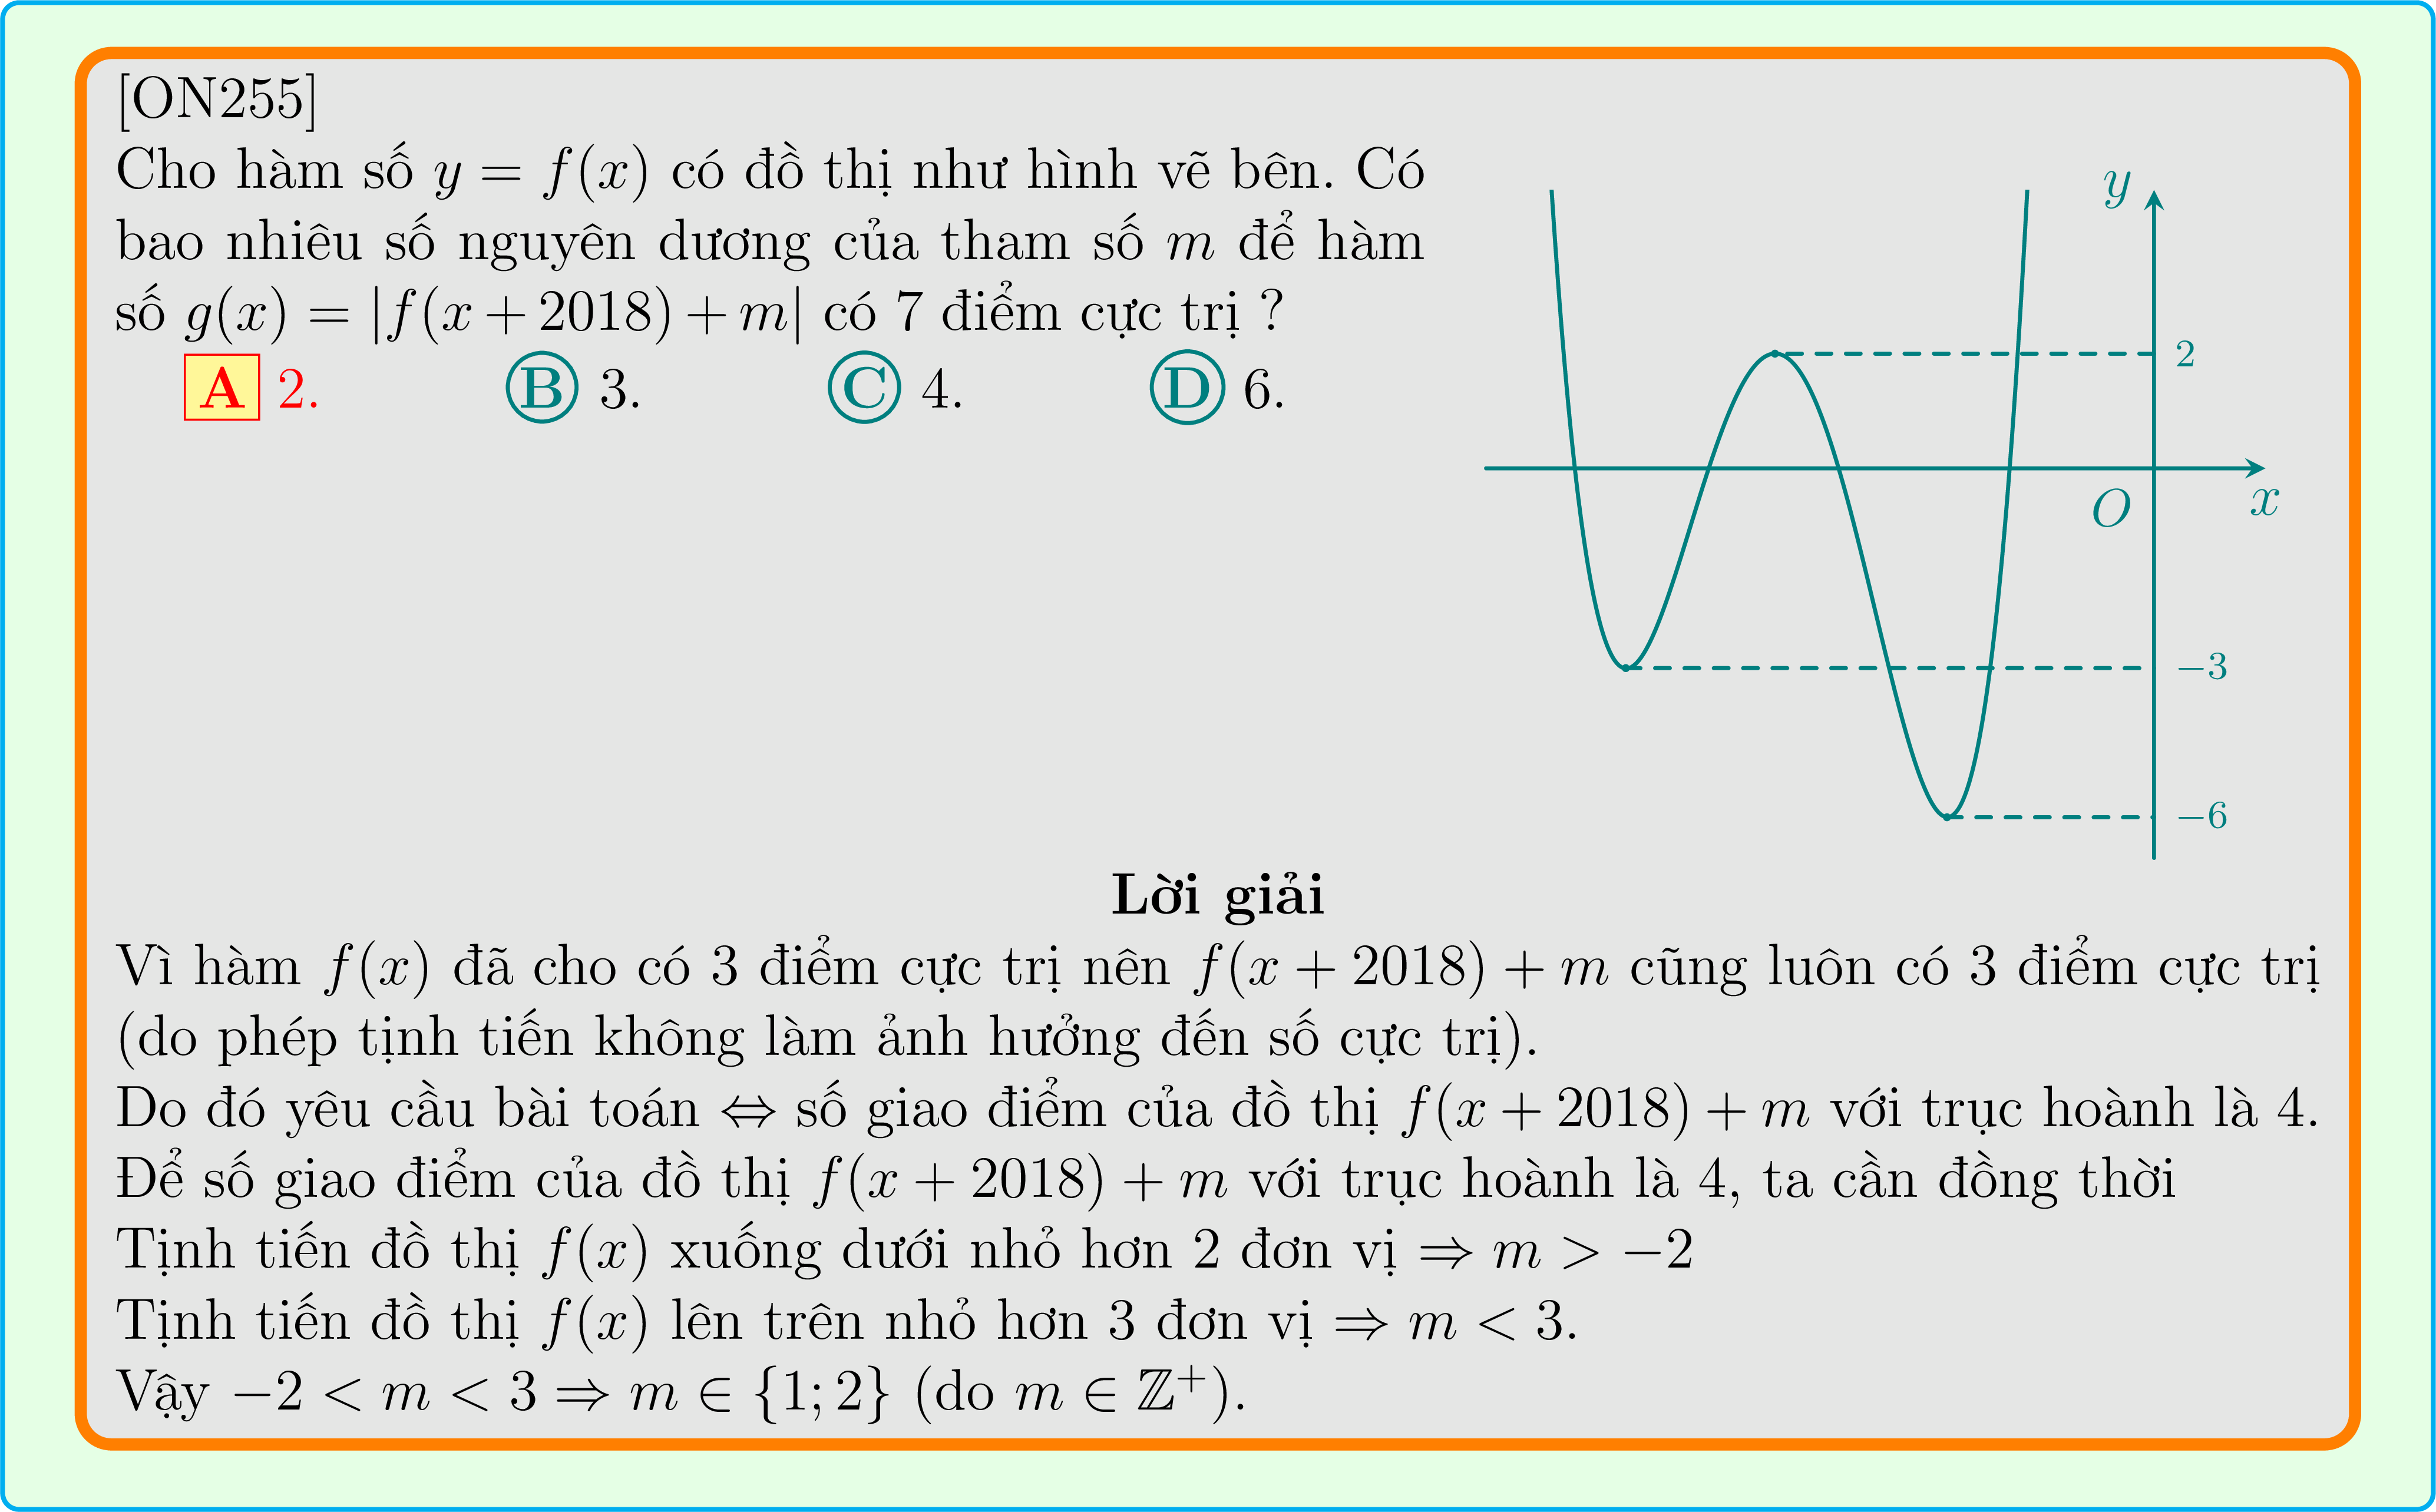 [ON255]
Cho hàm số y = f(x) có đồ thị như hình vẽ bên. Có
bao nhiêu số nguyên dương của tham số m để hàm
số g(x) = |f(x + 2018) + m| có 7 điểm cực trị ?
A 2. B 3. C 4. D 6.
y
2
O
x
−3
−6
Lời giải
Vì hàm f(x) đã cho có 3 điểm cực trị nên f(x + 2018) + m cũng luôn có 3 điểm cực trị
(do phép tịnh tiến không làm ảnh hưởng đến số cực trị).
Do đó yêu cầu bài toán ⇔ số giao điểm của đồ thị f(x + 2018) + m với trục hoành là 4.
Để số giao điểm của đồ thị f(x + 2018) + m với trục hoành là 4, ta cần đồng thời
Tịnh tiến đồ thị f(x) xuống dưới nhỏ hơn 2 đơn vị ⇒ m > −2
Tịnh tiến đồ thị f(x) lên trên nhỏ hơn 3 đơn vị ⇒ m < 3.
Vậy −2 < m < 3 ⇒ m ∈ {1; 2} (do m ∈ ℤ⁺).